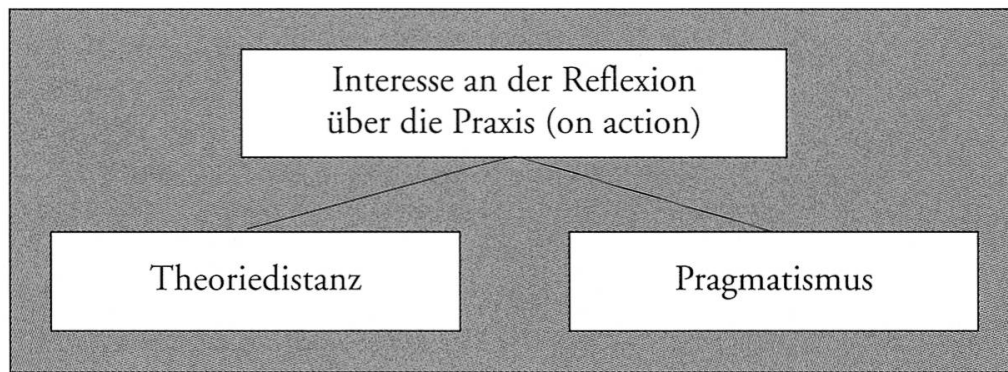 Interesse an der Reflexion
über die Praxis (on action)
Theoriedistanz
Pragmatismus